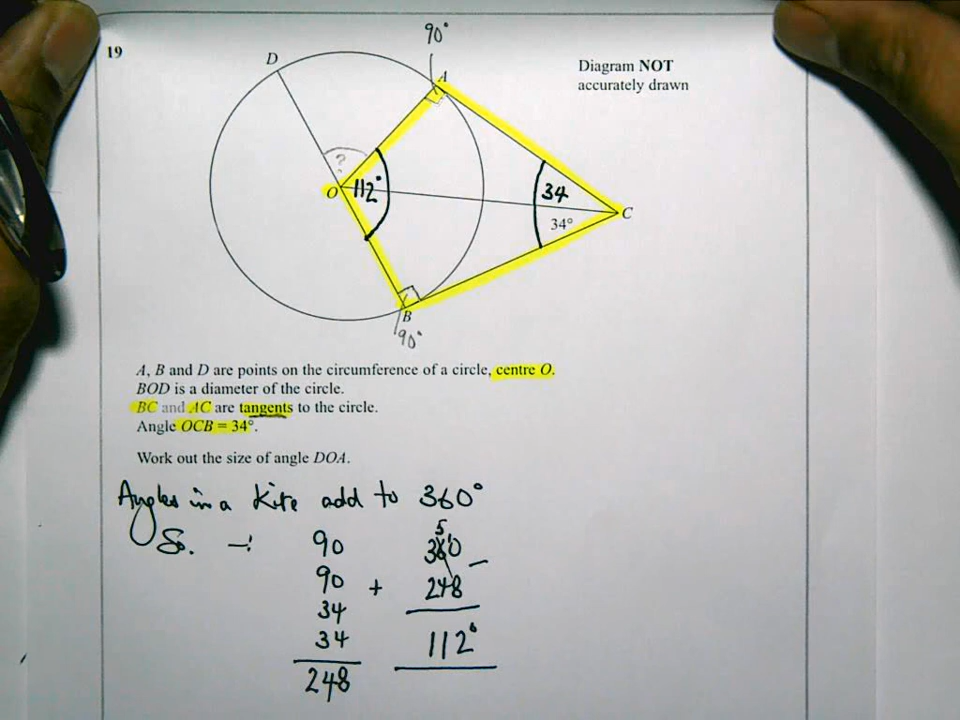 90°
19
D
A
Diagram NOT
accurately drawn
?
O
112°
34
34°
C
B
90°
A, B and D are points on the circumference of a circle, centre O.
BOD is a diameter of the circle.
BC and AC are tangents to the circle.
Angle OCB = 34°.
Work out the size of angle DOA.
Angles in a kite add to 360°
So. -:
90
90 +
34
34
248
5 1
360 -
248
112°